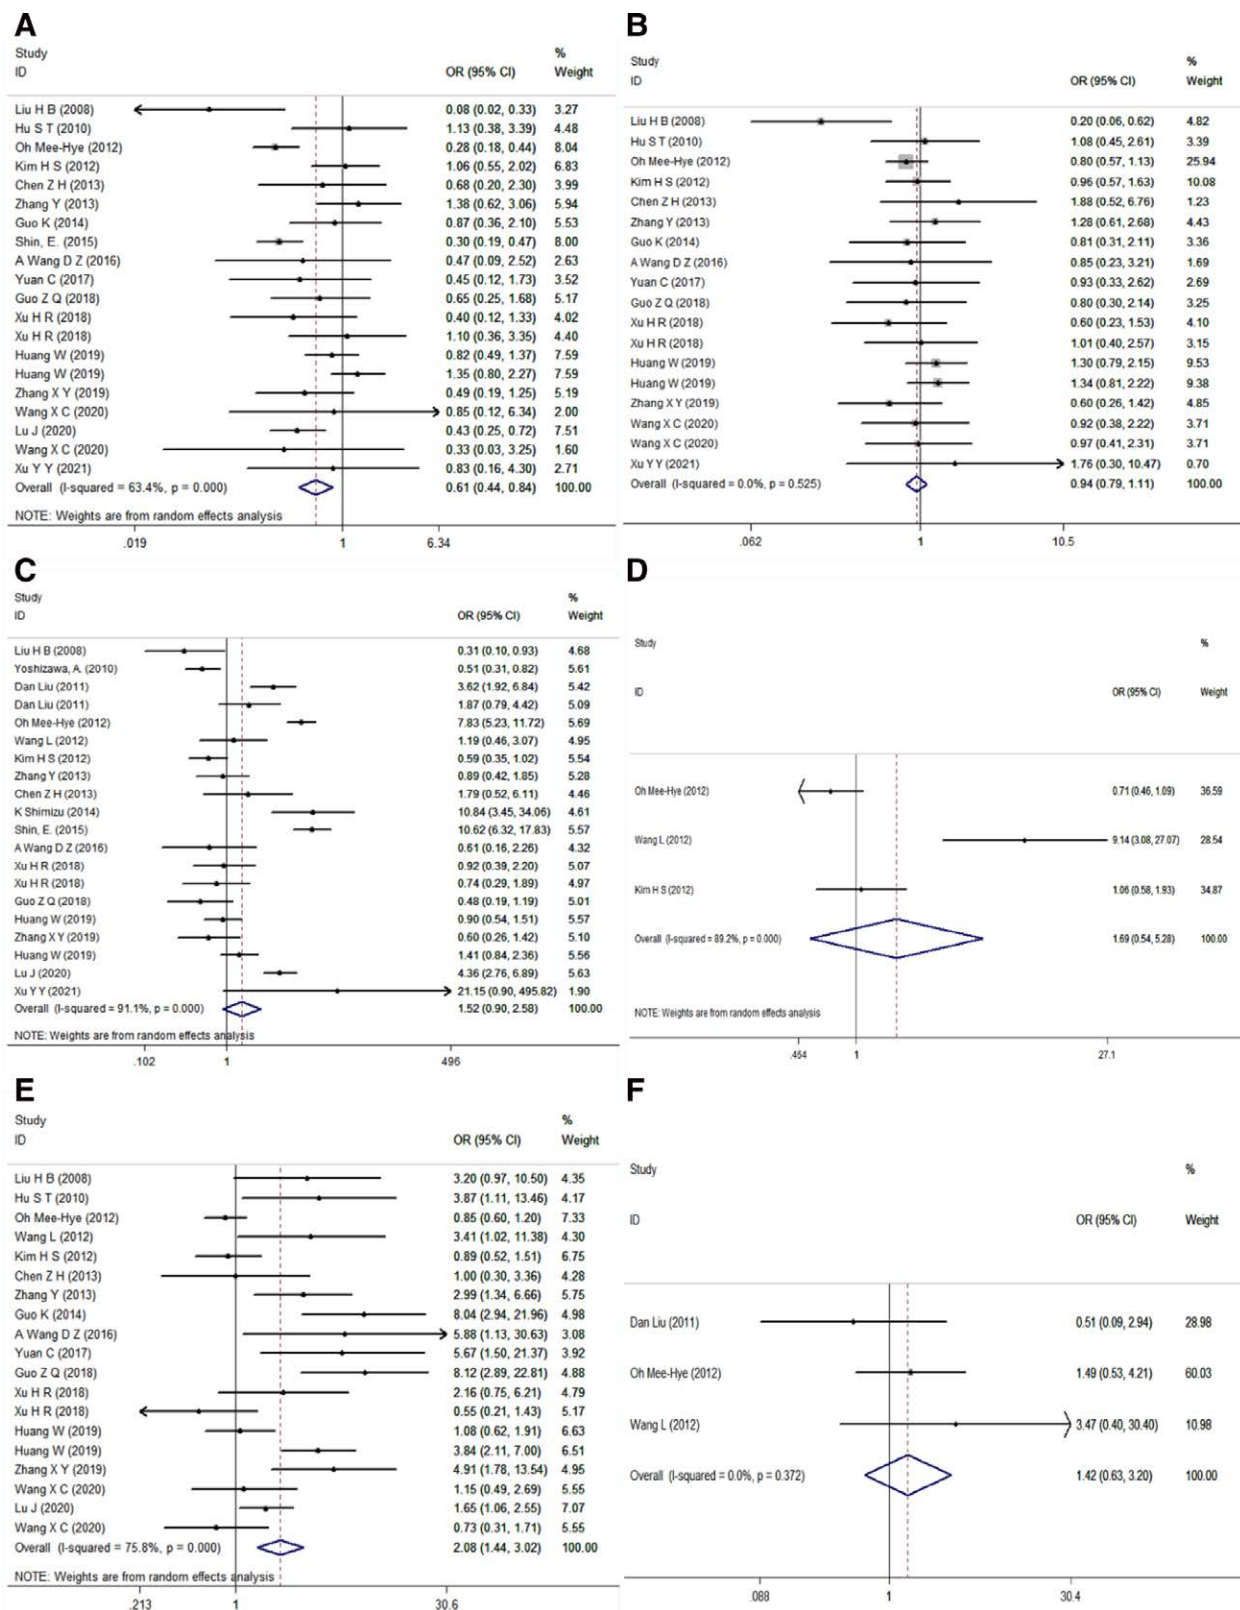 A
Study %
ID OR (95% CI) Weight
Liu H B (2008) 0.08 (0.02, 0.33) 3.27
Hu S T (2010) 1.13 (0.38, 3.39) 4.48
Oh Mee-Hye (2012) 0.28 (0.18, 0.44) 8.04
Kim H S (2012) 1.06 (0.55, 2.02) 6.83
Chen Z H (2013) 0.68 (0.20, 2.30) 3.99
Zhang Y (2013) 1.38 (0.62, 3.06) 5.94
Guo K (2014) 0.87 (0.36, 2.10) 5.53
Shin, E. (2015) 0.30 (0.19, 0.47) 8.00
A Wang D Z (2016) 0.47 (0.09, 2.52) 2.63
Yuan C (2017) 0.45 (0.12, 1.73) 3.52
Guo Z Q (2018) 0.65 (0.25, 1.68) 5.17
Xu H R (2018) 0.40 (0.12, 1.33) 4.02
Xu H R (2018) 1.10 (0.36, 3.35) 4.40
Huang W (2019) 0.82 (0.49, 1.37) 7.59
Huang W (2019) 1.35 (0.80, 2.27) 7.59
Zhang X Y (2019) 0.49 (0.19, 1.25) 5.19
Wang X C (2020) 0.85 (0.12, 6.34) 2.00
Lu J (2020) 0.43 (0.25, 0.72) 7.51
Wang X C (2020) 0.33 (0.03, 3.25) 1.60
Xu Y Y (2021) 0.83 (0.16, 4.30) 2.71
Overall (I-squared = 63.4%, p = 0.000) 0.61 (0.44, 0.84) 100.00
NOTE: Weights are from random effects analysis
.019 1 6.34
B
Study %
ID OR (95% CI) Weight
Liu H B (2008) 0.20 (0.06, 0.62) 4.82
Hu S T (2010) 1.08 (0.45, 2.61) 3.39
Oh Mee-Hye (2012) 0.80 (0.57, 1.13) 25.94
Kim H S (2012) 0.96 (0.57, 1.63) 10.08
Chen Z H (2013) 1.88 (0.52, 6.76) 1.23
Zhang Y (2013) 1.28 (0.61, 2.68) 4.43
Guo K (2014) 0.81 (0.31, 2.11) 3.36
A Wang D Z (2016) 0.85 (0.23, 3.21) 1.69
Yuan C (2017) 0.93 (0.33, 2.62) 2.69
Guo Z Q (2018) 0.80 (0.30, 2.14) 3.25
Xu H R (2018) 0.60 (0.23, 1.53) 4.10
Xu H R (2018) 1.01 (0.40, 2.57) 3.15
Huang W (2019) 1.30 (0.79, 2.15) 9.53
Huang W (2019) 1.34 (0.81, 2.22) 9.38
Zhang X Y (2019) 0.60 (0.26, 1.42) 4.85
Wang X C (2020) 0.92 (0.38, 2.22) 3.71
Wang X C (2020) 0.97 (0.41, 2.31) 3.71
Xu Y Y (2021) 1.76 (0.30, 10.47) 0.70
Overall (I-squared = 0.0%, p = 0.525) 0.94 (0.79, 1.11) 100.00
.062 1 10.5
C
Study %
ID OR (95% CI) Weight
Liu H B (2008) 0.31 (0.10, 0.93) 4.68
Yoshizawa, A. (2010) 0.51 (0.31, 0.82) 5.61
Dan Liu (2011) 3.62 (1.92, 6.84) 5.42
Dan Liu (2011) 1.87 (0.79, 4.42) 5.09
Oh Mee-Hye (2012) 7.83 (5.23, 11.72) 5.69
Wang L (2012) 1.19 (0.46, 3.07) 4.95
Kim H S (2012) 0.59 (0.35, 1.02) 5.54
Zhang Y (2013) 0.89 (0.42, 1.85) 5.28
Chen Z H (2013) 1.79 (0.52, 6.11) 4.46
K Shimizu (2014) 10.84 (3.45, 34.06) 4.61
Shin, E. (2015) 10.62 (6.32, 17.83) 5.57
A Wang D Z (2016) 0.61 (0.16, 2.26) 4.32
Xu H R (2018) 0.92 (0.39, 2.20) 5.07
Xu H R (2018) 0.74 (0.29, 1.89) 4.97
Guo Z Q (2018) 0.48 (0.19, 1.19) 5.01
Huang W (2019) 0.90 (0.54, 1.51) 5.57
Zhang X Y (2019) 0.60 (0.26, 1.42) 5.10
Huang W (2019) 1.41 (0.84, 2.36) 5.56
Lu J (2020) 4.36 (2.76, 6.89) 5.63
Xu Y Y (2021) 21.15 (0.90, 495.82) 1.90
Overall (I-squared = 91.1%, p = 0.000) 1.52 (0.90, 2.58) 100.00
NOTE: Weights are from random effects analysis
.102 1 496
D
Study %
ID OR (95% CI) Weight
Oh Mee-Hye (2012) 0.71 (0.46, 1.09) 36.59
Wang L (2012) 9.14 (3.08, 27.07) 28.54
Kim H S (2012) 1.06 (0.58, 1.93) 34.87
Overall (I-squared = 89.2%, p = 0.000) 1.69 (0.54, 5.28) 100.00
NOTE: Weights are from random effects analysis
.464 1 27.1
E
Study %
ID OR (95% CI) Weight
Liu H B (2008) 3.20 (0.97, 10.50) 4.35
Hu S T (2010) 3.87 (1.11, 13.46) 4.17
Oh Mee-Hye (2012) 0.85 (0.60, 1.20) 7.33
Wang L (2012) 3.41 (1.02, 11.38) 4.30
Kim H S (2012) 0.89 (0.52, 1.51) 6.75
Chen Z H (2013) 1.00 (0.30, 3.36) 4.28
Zhang Y (2013) 2.99 (1.34, 6.66) 5.75
Guo K (2014) 8.04 (2.94, 21.96) 4.98
A Wang D Z (2016) 5.88 (1.13, 30.63) 3.08
Yuan C (2017) 5.67 (1.50, 21.37) 3.92
Guo Z Q (2018) 8.12 (2.89, 22.81) 4.88
Xu H R (2018) 2.16 (0.75, 6.21) 4.79
Xu H R (2018) 0.55 (0.21, 1.43) 5.17
Huang W (2019) 1.08 (0.62, 1.91) 6.63
Huang W (2019) 3.84 (2.11, 7.00) 6.51
Zhang X Y (2019) 4.91 (1.78, 13.54) 4.95
Wang X C (2020) 1.15 (0.49, 2.69) 5.55
Lu J (2020) 1.65 (1.06, 2.55) 7.07
Wang X C (2020) 0.73 (0.31, 1.71) 5.55
Overall (I-squared = 75.8%, p = 0.000) 2.08 (1.44, 3.02) 100.00
NOTE: Weights are from random effects analysis
.213 1 30.6
F
Study %
ID OR (95% CI) Weight
Dan Liu (2011) 0.51 (0.09, 2.94) 28.98
Oh Mee-Hye (2012) 1.49 (0.53, 4.21) 60.03
Wang L (2012) 3.47 (0.40, 30.40) 10.98
Overall (I-squared = 0.0%, p = 0.372) 1.42 (0.63, 3.20) 100.00
.088 1 30.4